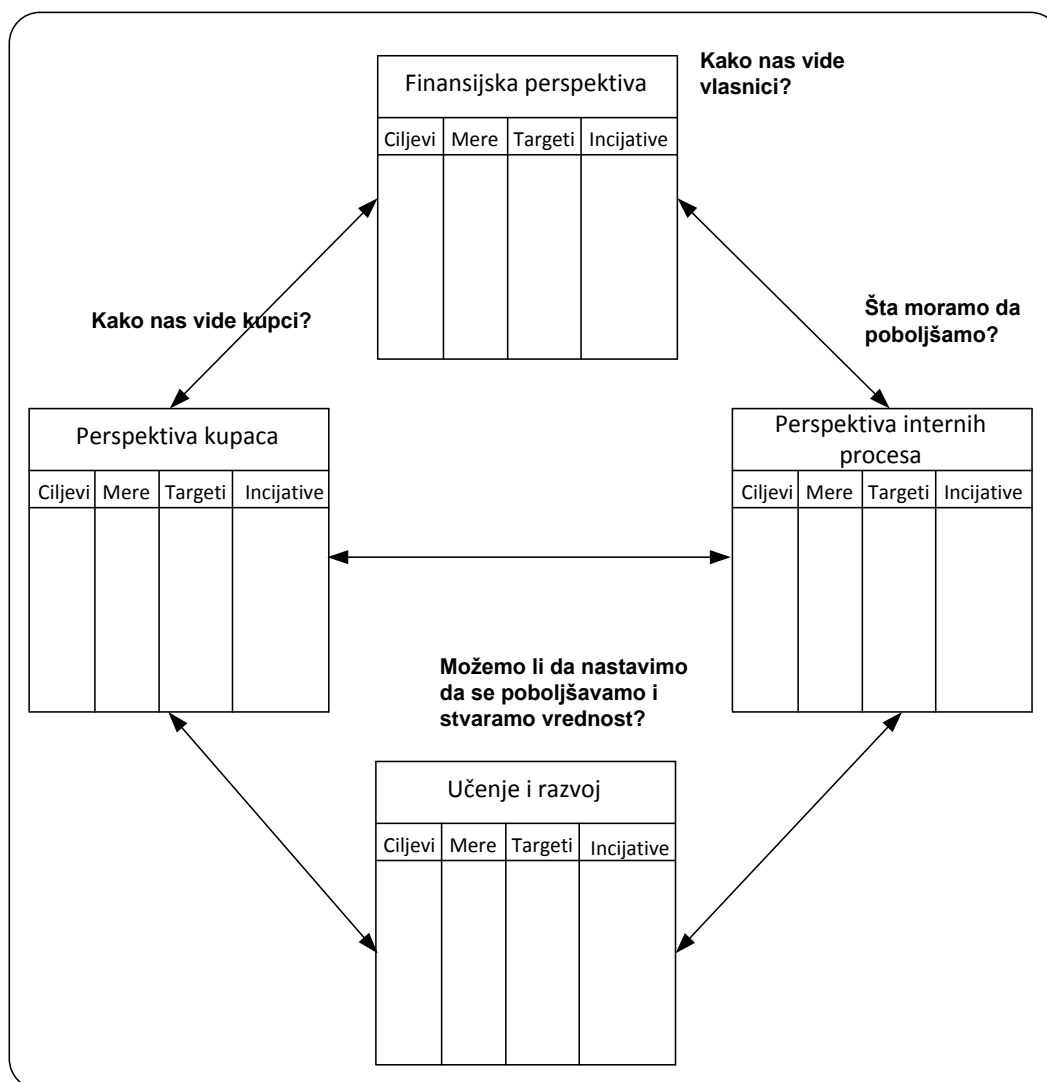 Kako nas vide
vlasnici?
Finansijska perspektiva
Ciljevi Mere Targeti Incijative
Kako nas vide kupci?
Šta moramo da
poboljšamo?
Perspektiva kupaca
Ciljevi Mere Targeti Incijative
Perspektiva internih
procesa
Ciljevi Mere Targeti Incijative
Možemo li da nastavimo
da se poboljšavamo i
stvaramo vrednost?
Učenje i razvoj
Ciljevi Mere Targeti Incijative